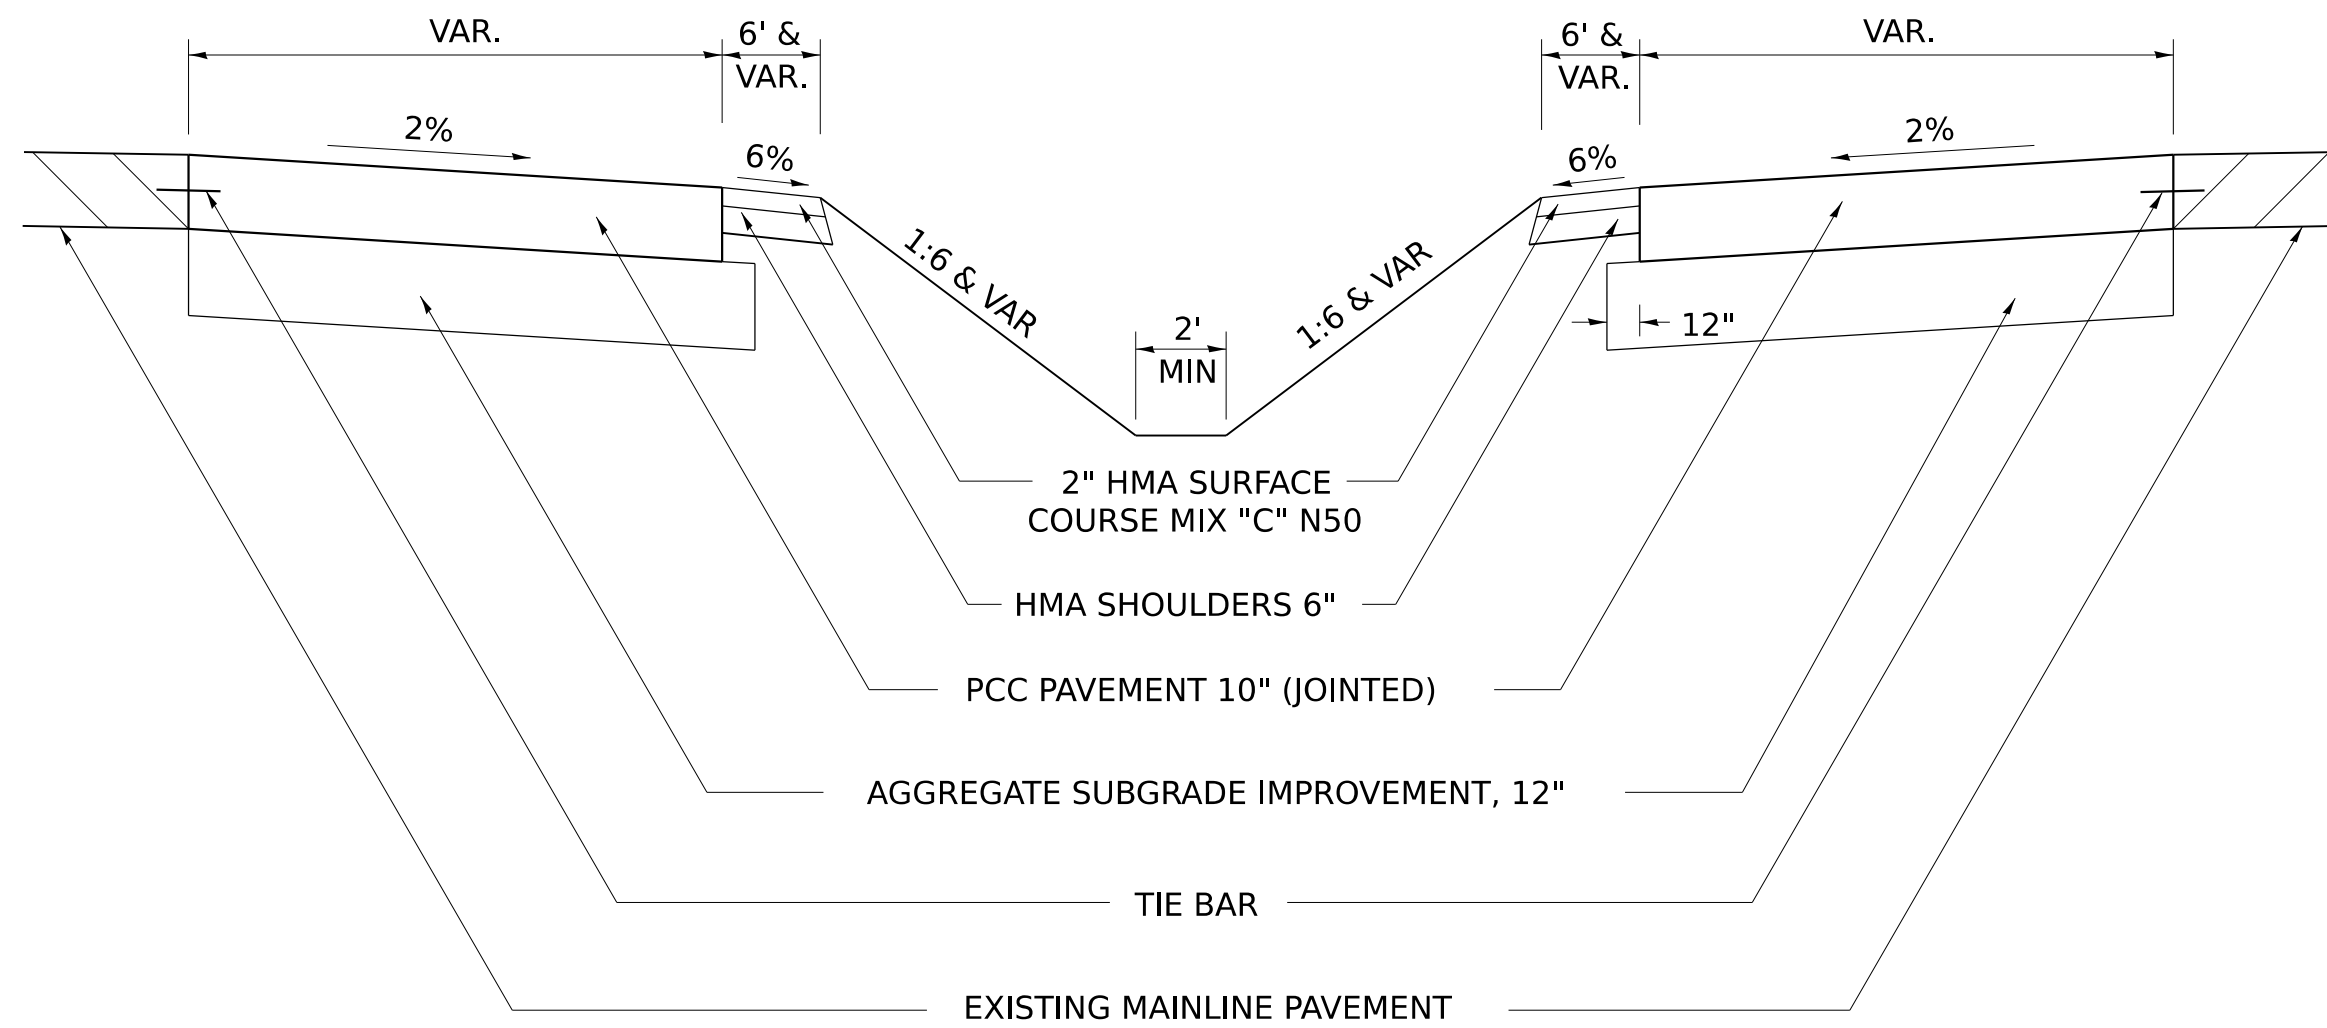 VAR.
6' &
VAR.
6' &
VAR.
VAR.
2%
6%
6%
2%
1:6 & VAR
1:6 & VAR
2'
MIN
12"
2" HMA SURFACE
COURSE MIX "C" N50
HMA SHOULDERS 6"
PCC PAVEMENT 10" (JOINTED)
AGGREGATE SUBGRADE IMPROVEMENT, 12"
TIE BAR
EXISTING MAINLINE PAVEMENT